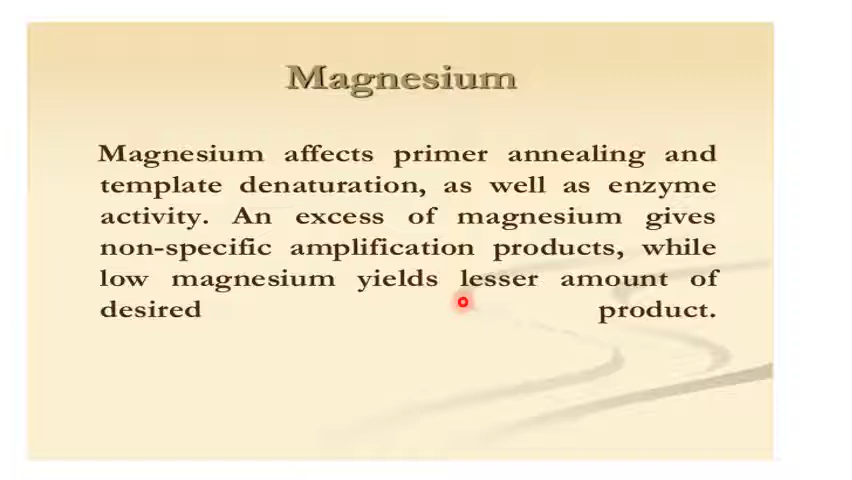 Magnesium
Magnesium affects primer annealing and
template denaturation, as well as enzyme
activity. An excess of magnesium gives
non-specific amplification products, while
low magnesium yields lesser amount of
desired product.